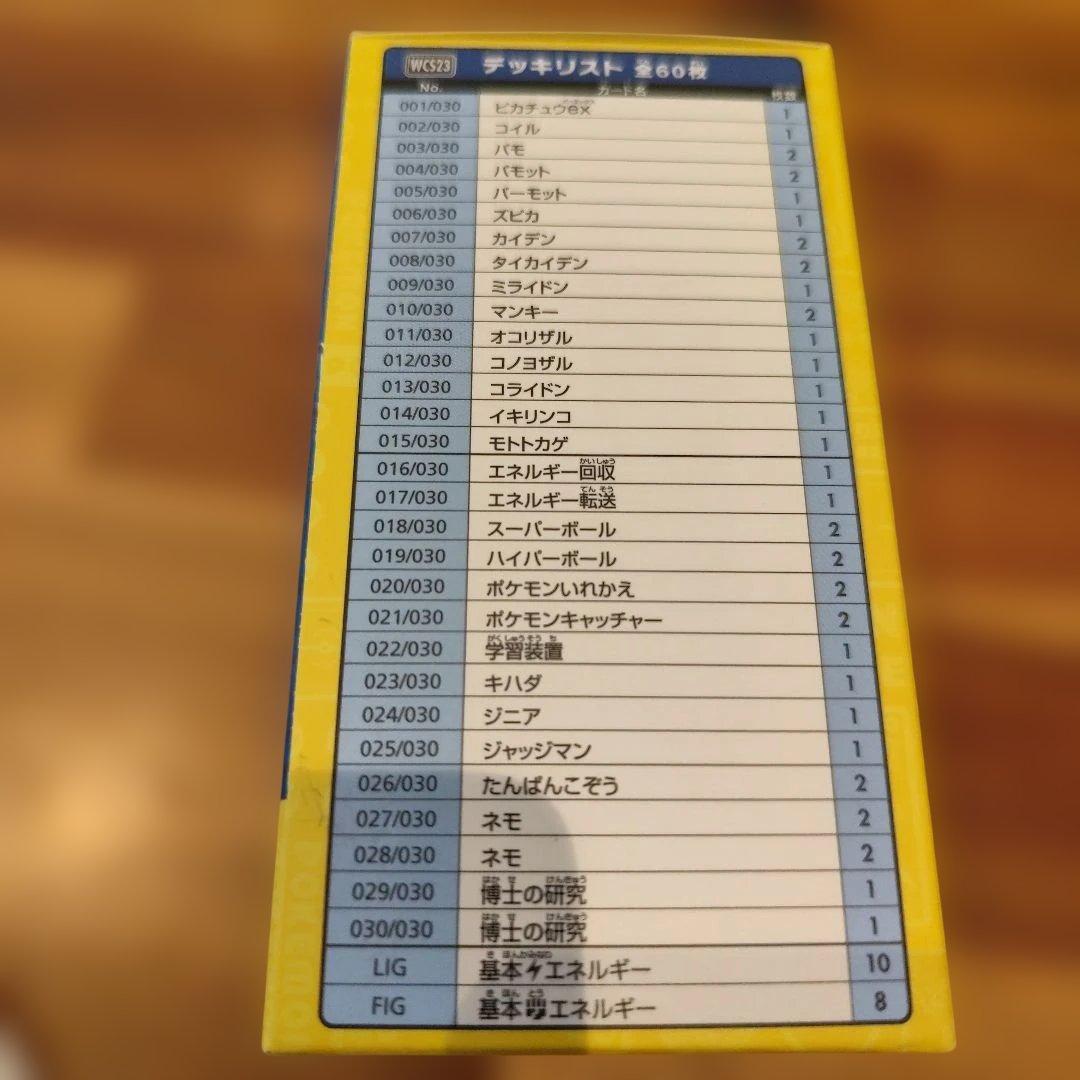 WCS23 デッキリスト 全60枚
No. カード名 枚数
001/030 ピカチュウex 1
002/030 コイル 1
003/030 パモ 2
004/030 パモット 2
005/030 パーモット 1
006/030 ズピカ 1
007/030 カイデン 2
008/030 タイカイデン 2
009/030 ミライドン 1
010/030 マンキー 2
011/030 オコリザル 1
012/030 コノヨザル 1
013/030 コライドン 1
014/030 イキリンコ 1
015/030 モトトカゲ 1
016/030 エネルギー回収 1
017/030 エネルギー転送 1
018/030 スーパーボール 2
019/030 ハイパーボール 2
020/030 ポケモンいれかえ 2
021/030 ポケモンキャッチャー 2
022/030 学習装置 1
023/030 キハダ 1
024/030 ジニア 1
025/030 ジャッジマン 1
026/030 たんぱんこぞう 2
027/030 ネモ 2
028/030 ネモ 2
029/030 博士の研究 1
030/030 博士の研究 1
LIG 基本エネルギー 10
FIG 基本エネルギー 8